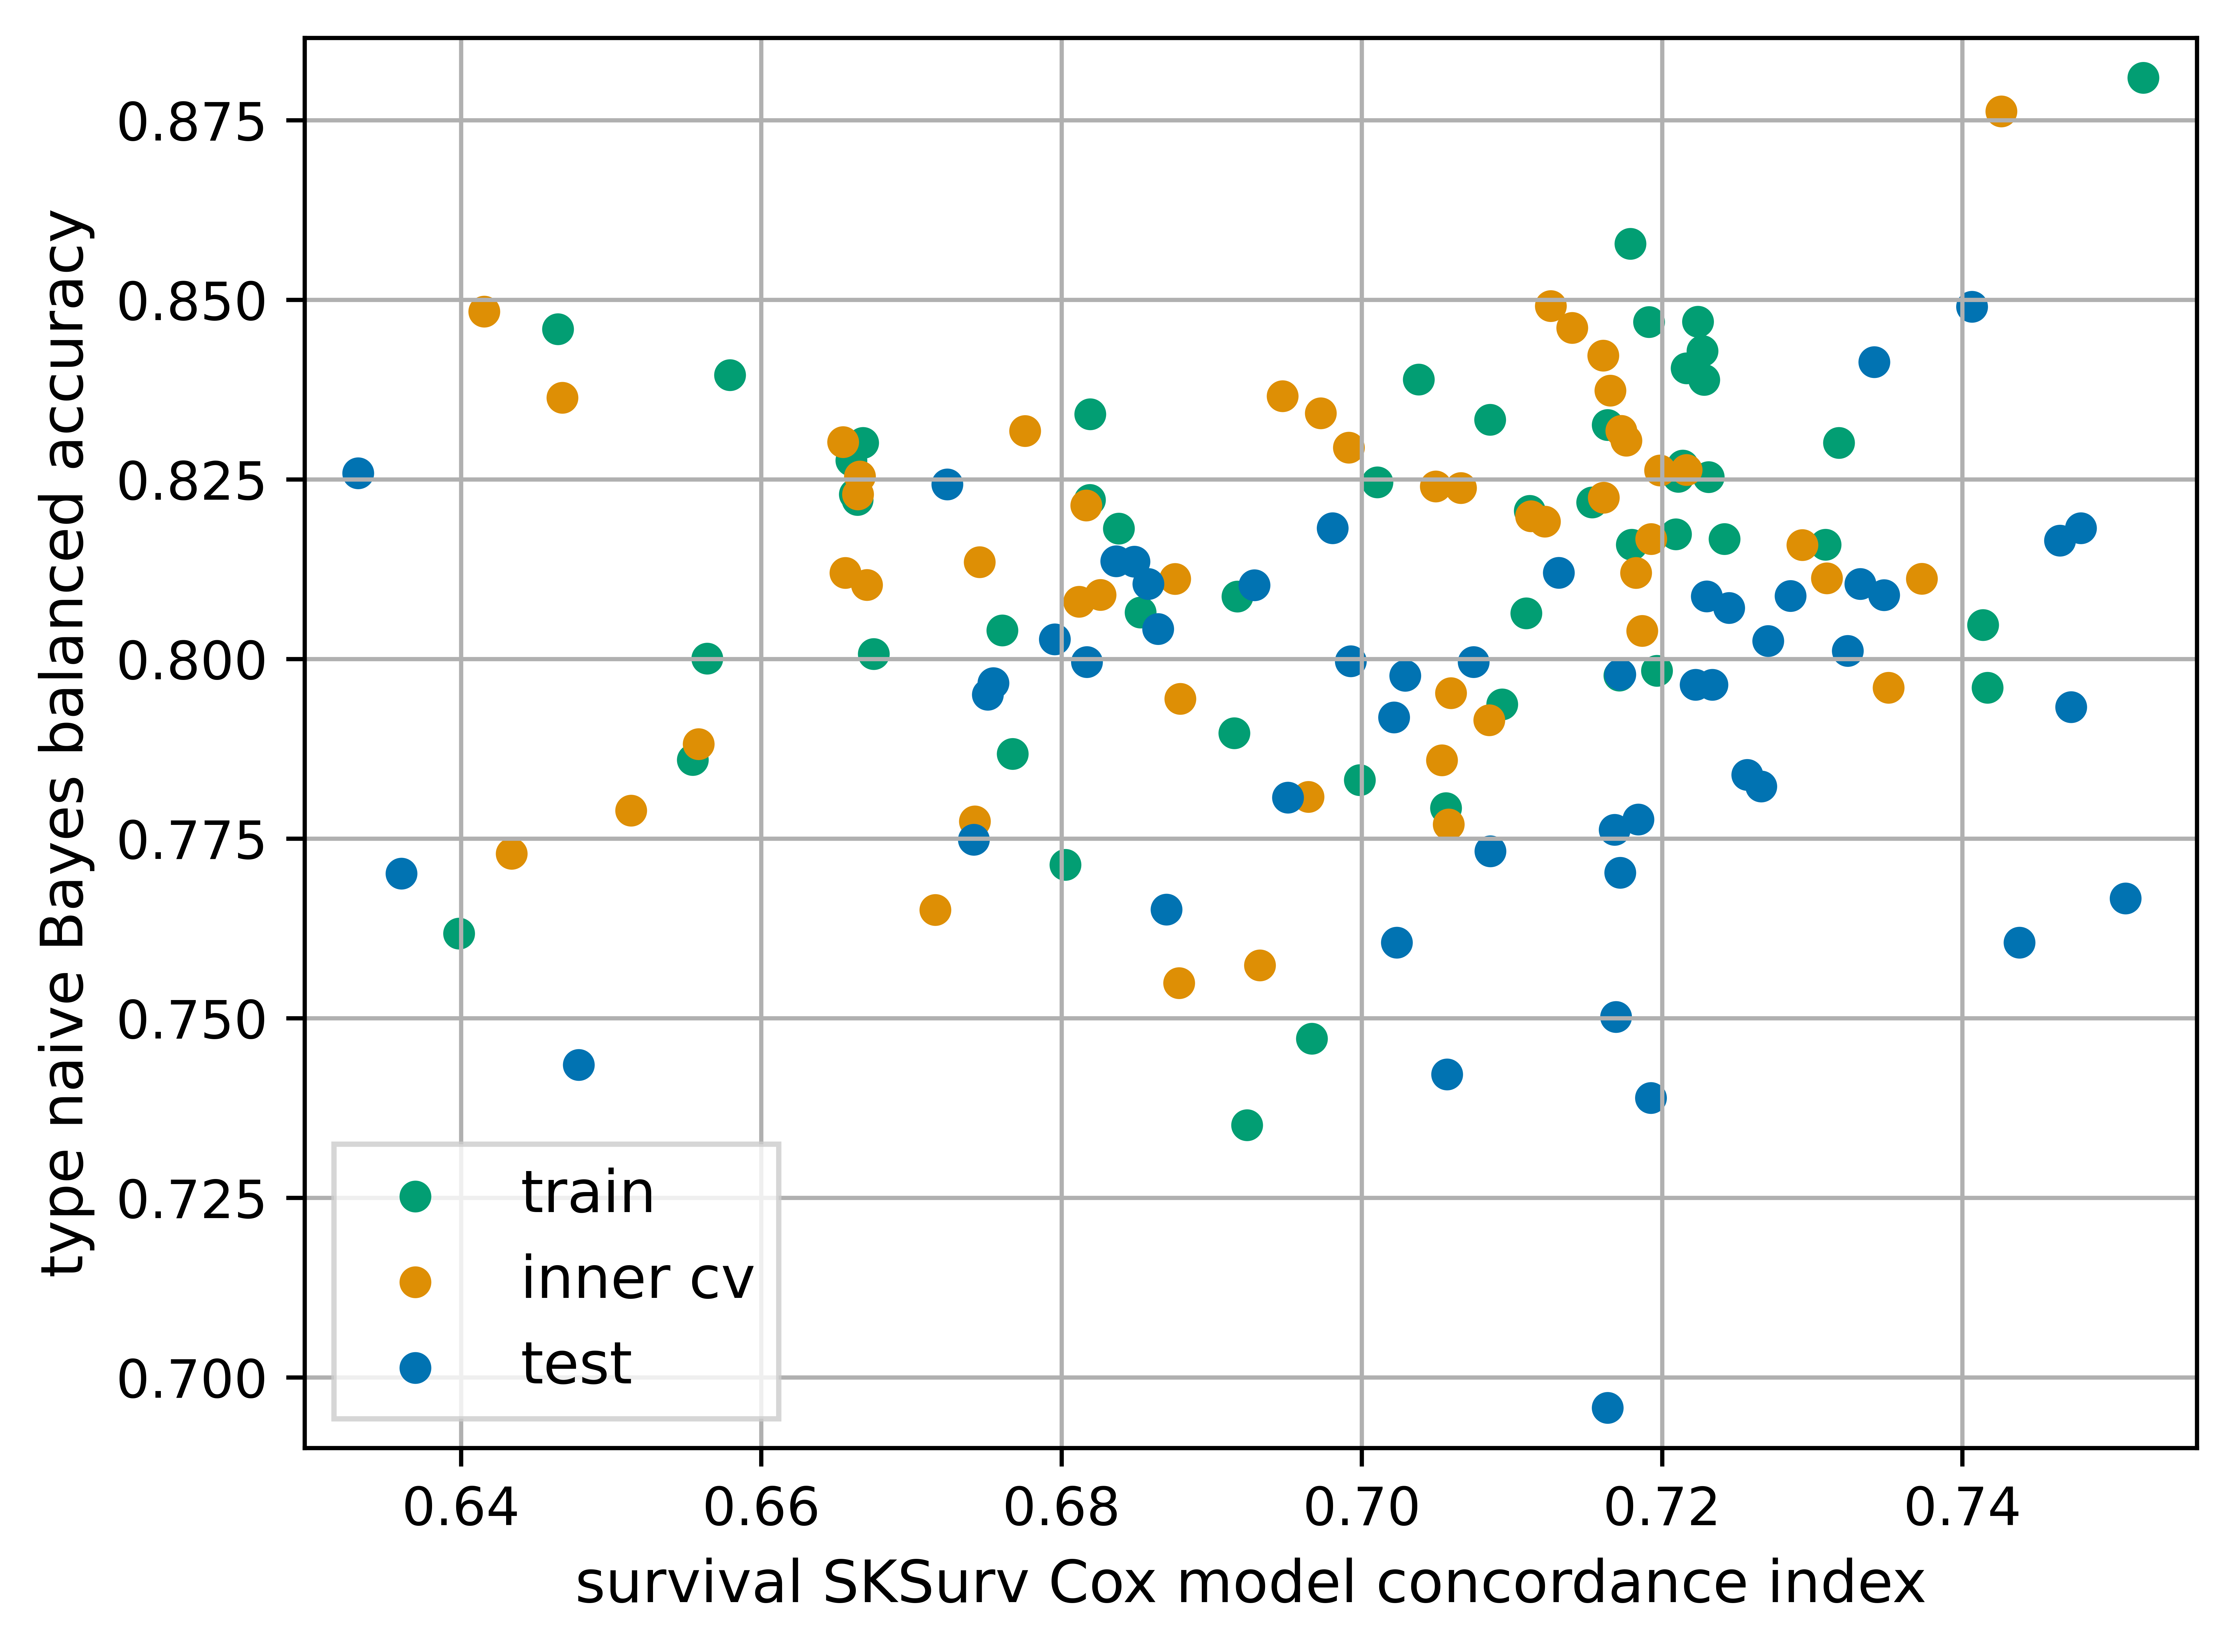 type naive Bayes balanced accuracy
0.875
0.850
0.825
0.800
0.775
0.750
0.725
0.700
train
inner cv
test
0.64 0.66 0.68 0.70 0.72 0.74
survival SKSurv Cox model concordance index